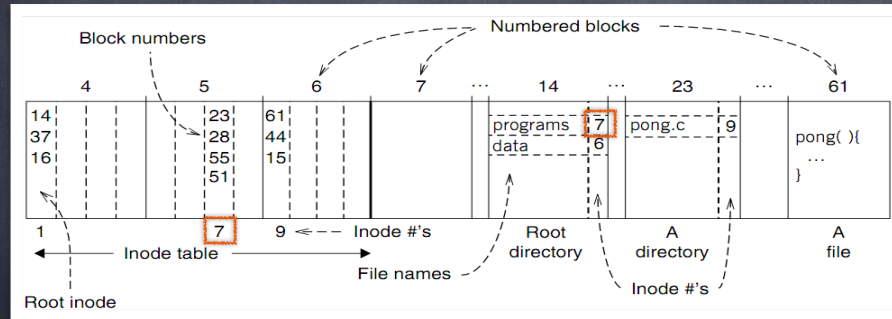 Block numbers
Numbered blocks
4 5 6 7 ... 14 ... 23 ... 61
14 23 61 programs 7 pong.c 9
37 28 44 data 6 pong( ){
16 55 15 ...
51 }
1 7 9 Inode #'s Root directory A directory A file
Inode table
File names
Inode #'s
Root inode